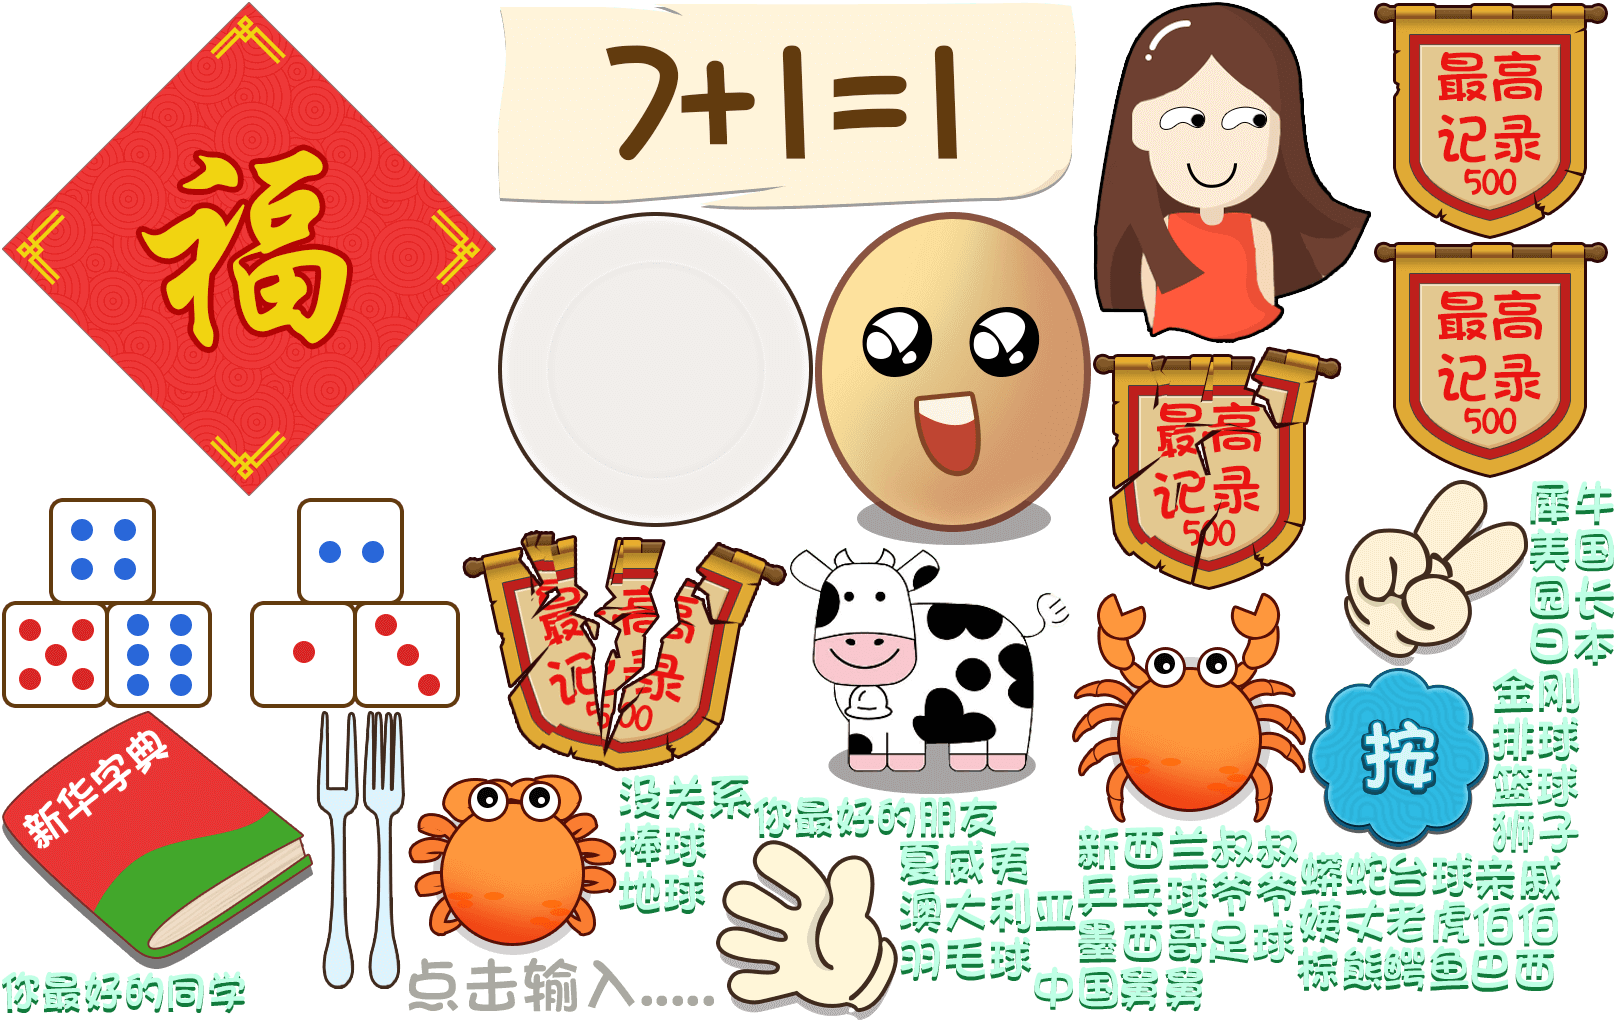 福
7+1=1
最高
记录
500
最高
记录
500
最高
记录
500
最高
记录
500
犀牛
美国
园长
日本
新华字典
按
金刚
排球
篮球
狮子
没关系
棒球
地球
你最好的朋友
夏威夷
澳大利亚
羽毛球
新西兰叔叔
乒乓球爷爷
墨西哥足球
中国舅舅
蟒蛇台球亲戚
姨丈老虎伯伯
棕熊鳄鱼巴西
你最好的同学
点击输入......